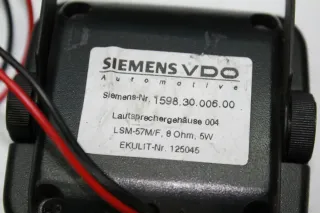 SIEMENS VDO
Automotive
Siemens-Nr. 1598.30.006.00
Lautsprechergehäuse 004
LSM-57M/F, 8 Ohm, 5W
EKULIT-Nr. 125045